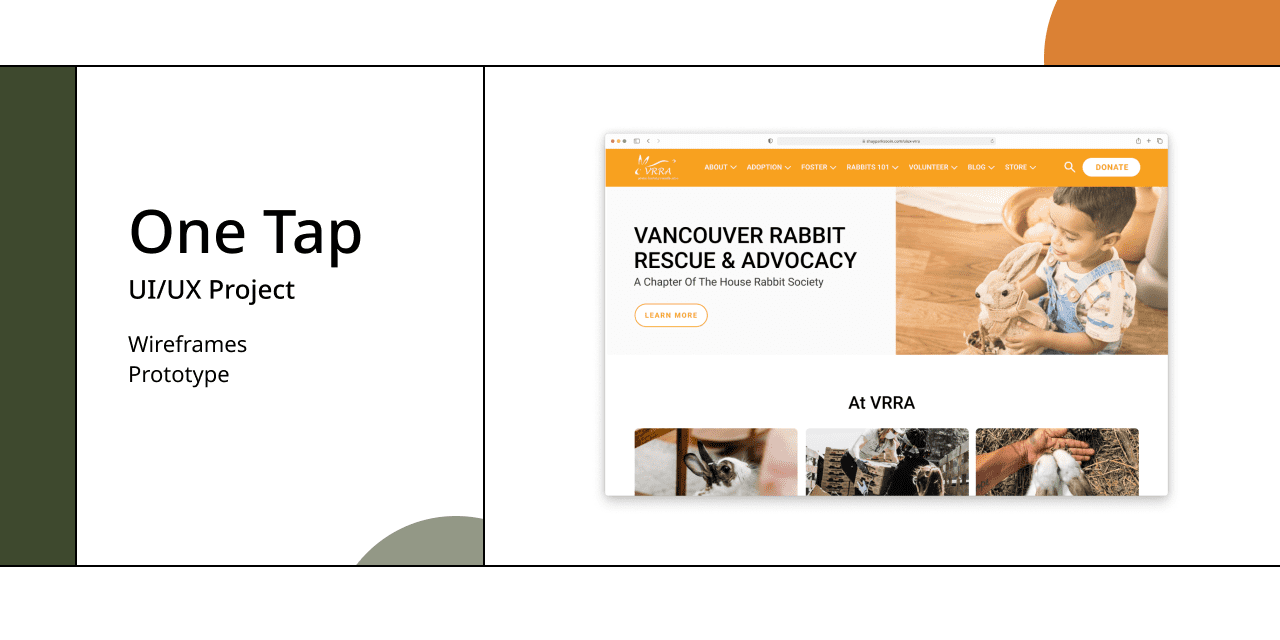 One Tap
UI/UX Project
Wireframes
Prototype
VRRA
ABOUT ADOPTION FOSTER RABBITS 101 VOLUNTEER BLOG STORE DONATE
VANCOUVER RABBIT
RESCUE & ADVOCACY
A Chapter Of The House Rabbit Society
LEARN MORE
At VRRA